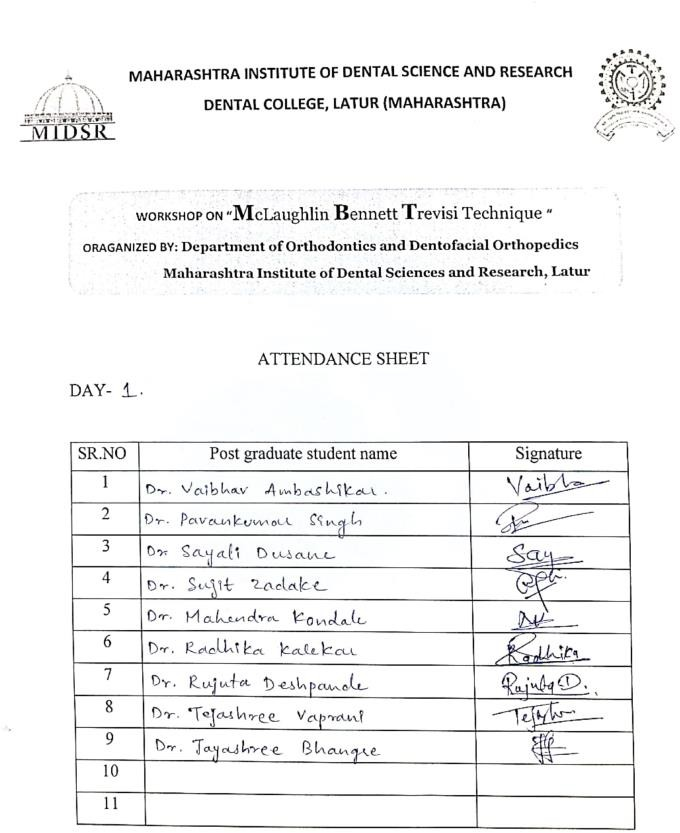 MAHARASHTRA INSTITUTE OF DENTAL SCIENCE AND RESEARCH
DENTAL COLLEGE, LATUR (MAHARASHTRA)
MIDSR
WORKSHOP ON "McLaughlin Bennett Trevisi Technique "
ORAGANIZED BY: Department of Orthodontics and Dentofacial Orthopedics
Maharashtra Institute of Dental Sciences and Research, Latur
ATTENDANCE SHEET
DAY- 1.
SR.NO Post graduate student name Signature
1 Dr. Vaibhav Ambashikar. Vaibha
2 Dr. Pavankumar Singh
3 Dr Sayali Dusane Say
4 Dr. Sujit Zadake
5 Dr. Mahendra Kondale
6 Dr. Radhika Kalekar Radhika
7 Dr. Rujuta Deshpande Rajuta D.
8 Dr. Tejashree Vaprani
9 Dr. Jayashree Bhangre
10
11